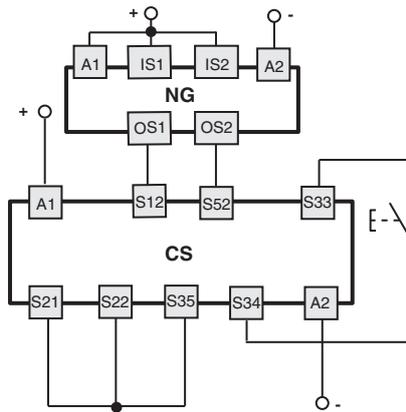 + -
A1 IS1 IS2 A2
NG
OS1 OS2
+
A1 S12 S52 S33
CS
S21 S22 S35 S34 A2
-